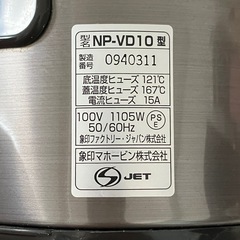 型名 NP-VD10 型
製造番号 0940311
底温度ヒューズ 121℃
蓋温度ヒューズ 167℃
電流ヒューズ 15A
100V 1105W
50/60Hz
PSE
象印ファクトリー・ジャパン株式会社
象印マホービン株式会社
S JET